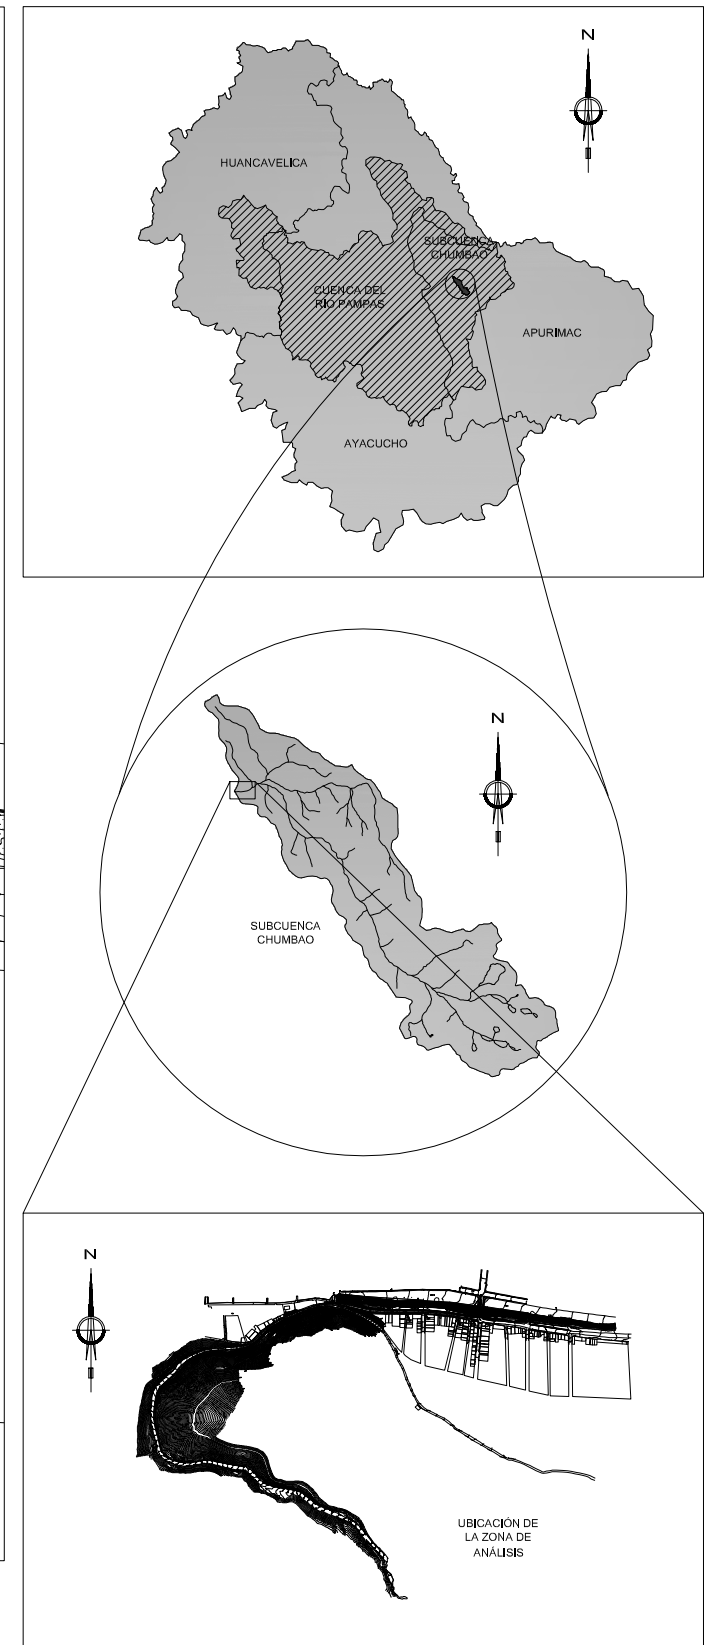 N
HUANCAVELICA
SUBCUENCA
CHUMBAO
CUENCA DEL
RÍO PAMPAS
APURIMAC
AYACUCHO
N
SUBCUENCA
CHUMBAO
N
UBICACIÓN DE
LA ZONA DE
ANÁLISIS